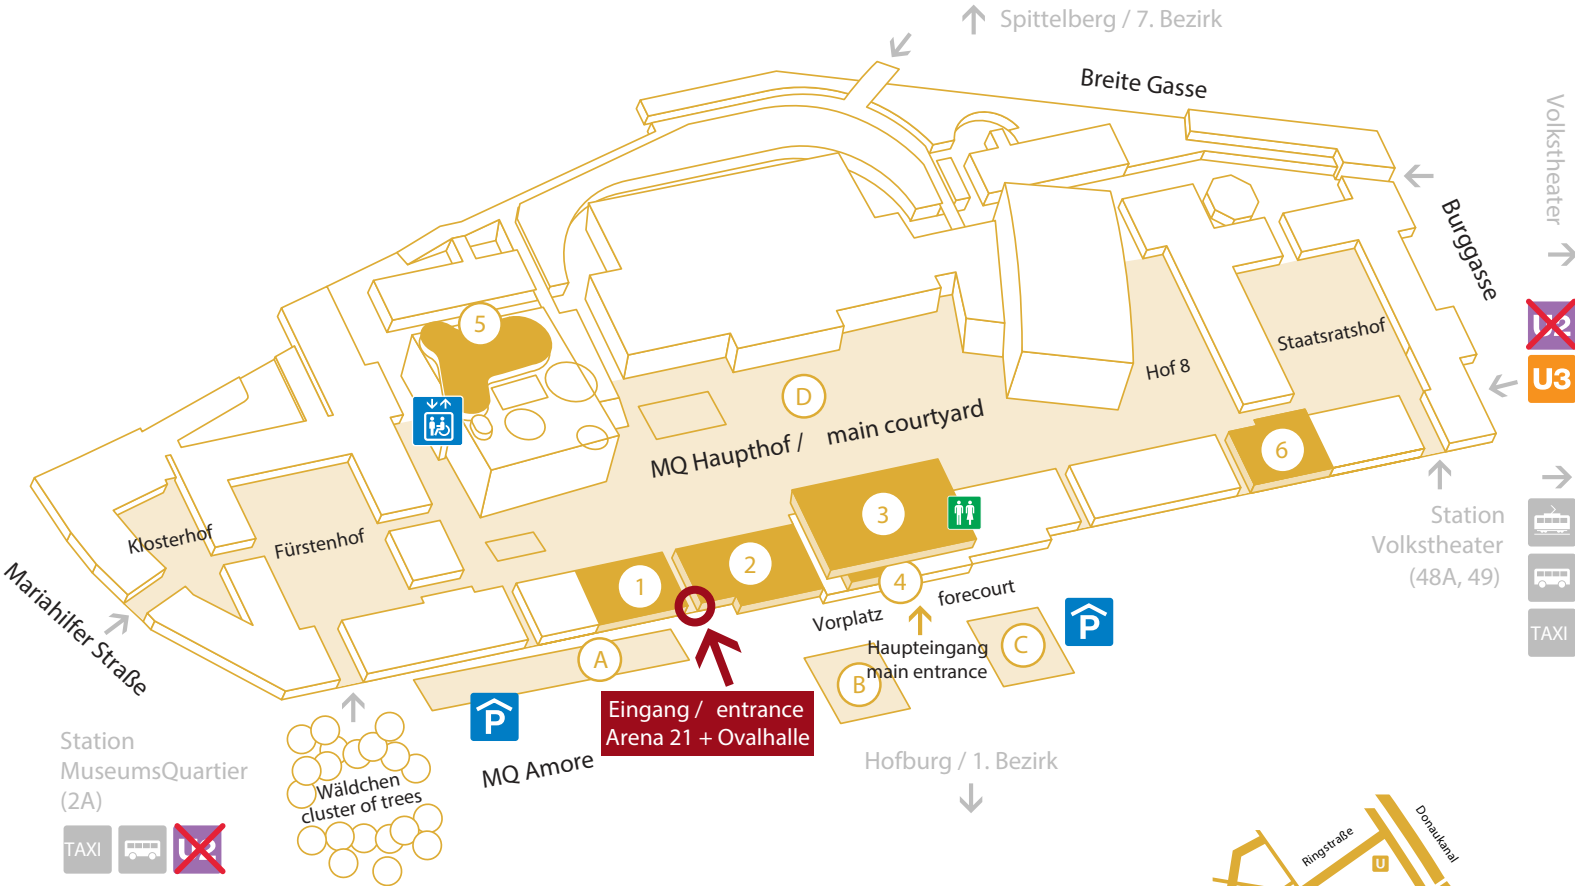 Spittelberg / 7. Bezirk
Breite Gasse
Volkstheater
Burggasse
U2
U3
5
D
Staatsratshof
Hof 8
MQ Haupthof / main courtyard
6
3
Klosterhof
Fürstenhof
1
2
4
Station
Volkstheater
(48A, 49)
TAXI
Mariahilfer Straße
Vorplatz forecourt
P
Haupteingang
main entrance
A
B
C
P
Eingang / entrance
Arena 21 + Ovalhalle
MQ Amore
Hofburg / 1. Bezirk
Station
MuseumsQuartier
(2A)
TAXI
U2
Wäldchen
cluster of trees
Ringstraße
Donaukanal
U